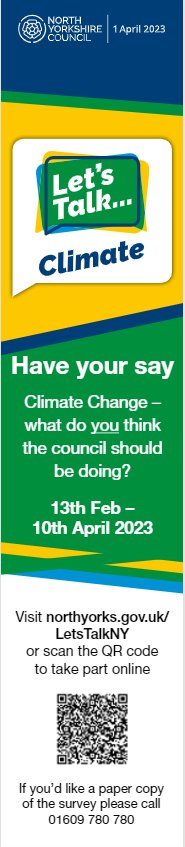 NORTH
YORKSHIRE
COUNCIL
1 April 2023
Let's
Talk...
Climate
Have your say
Climate Change –
what do you think
the council should
be doing?
13th Feb –
10th April 2023
Visit northyorks.gov.uk/
LetsTalkNY
or scan the QR code
to take part online
If you'd like a paper copy
of the survey please call
01609 780 780